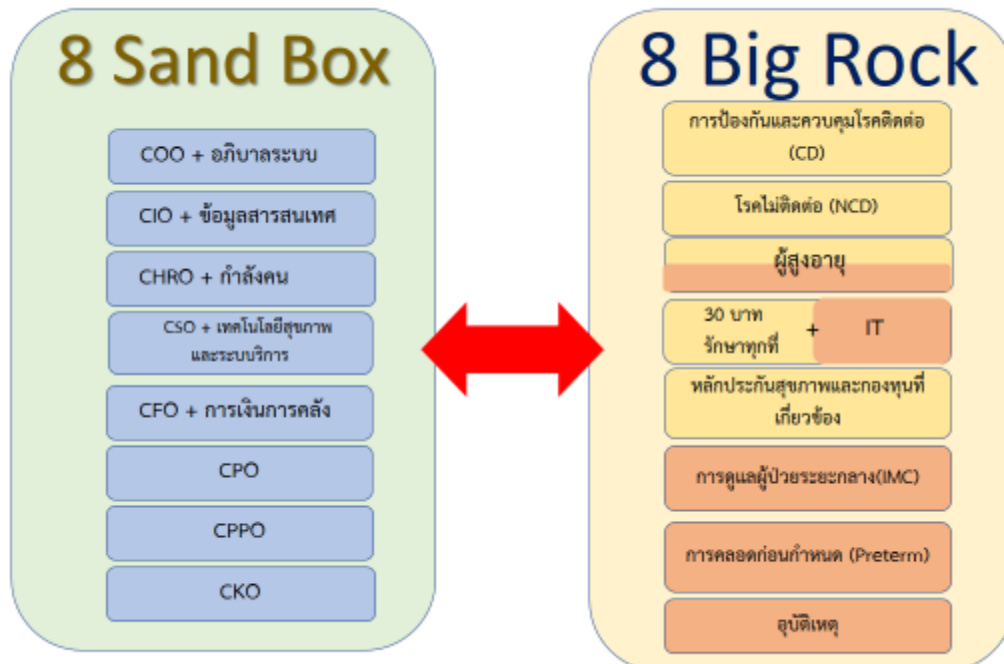 8 Sand Box
COO + อภิบาลระบบ
CIO + ข้อมูลสารสนเทศ
CHRO + กำลังคน
CSO + เทคโนโลยีสุขภาพ
และระบบริการ
CFO + การเงินการคลัง
CPO
CPPO
CKO
8 Big Rock
การป้องกันและควบคุมโรคติดต่อ
(CD)
โรคไม่ติดต่อ (NCD)
ผู้สูงอายุ
30 บาท
รักษาทุกที่
+
IT
หลักประกันสุขภาพและกองทุนที่
เกี่ยวข้อง
การดูแลผู้ป่วยระยะกลาง(IMC)
การคลอดก่อนกำหนด (Preterm)
อุบัติเหตุ